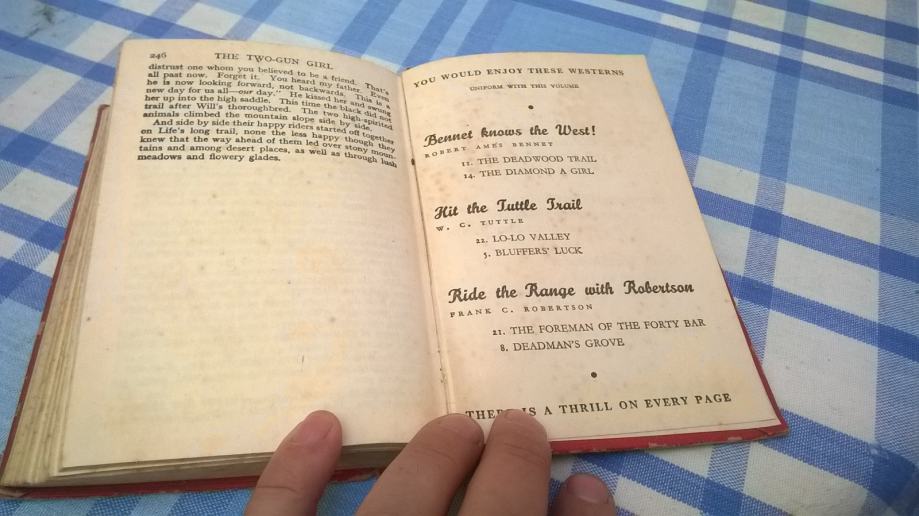 246 THE TWO-GUN GIRL
distrust one whom you believed to be a friend. That's
all past now. Forget it. You heard my father. Even
he is now looking forward, not backwards. This is a
new day for us all—our day." He kissed her and swung
her up into the high saddle. This time the black did not
trail after Will's thoroughbred. The two high-spirited
animals climbed the mountain slope side by side.
And side by side their happy riders started off together
on Life's long trail, none the less happy though they
knew that the way ahead of them led over stony moun-
tains and among desert places, as well as through lush
meadows and flowery glades.
YOU WOULD ENJOY THESE WESTERNS
UNIFORM WITH THIS VOLUME
Bennet knows the West!
ROBERT AMES BENNET
11. THE DEADWOOD TRAIL
14. THE DIAMOND A GIRL
Hit the Tuttle Trail
W. C. TUTTLE
22. LO-LO VALLEY
5. BLUFFERS' LUCK
Ride the Range with Robertson
FRANK C. ROBERTSON
21. THE FOREMAN OF THE FORTY BAR
8. DEADMAN'S GROVE
IS A THRILL ON EVERY PAGE